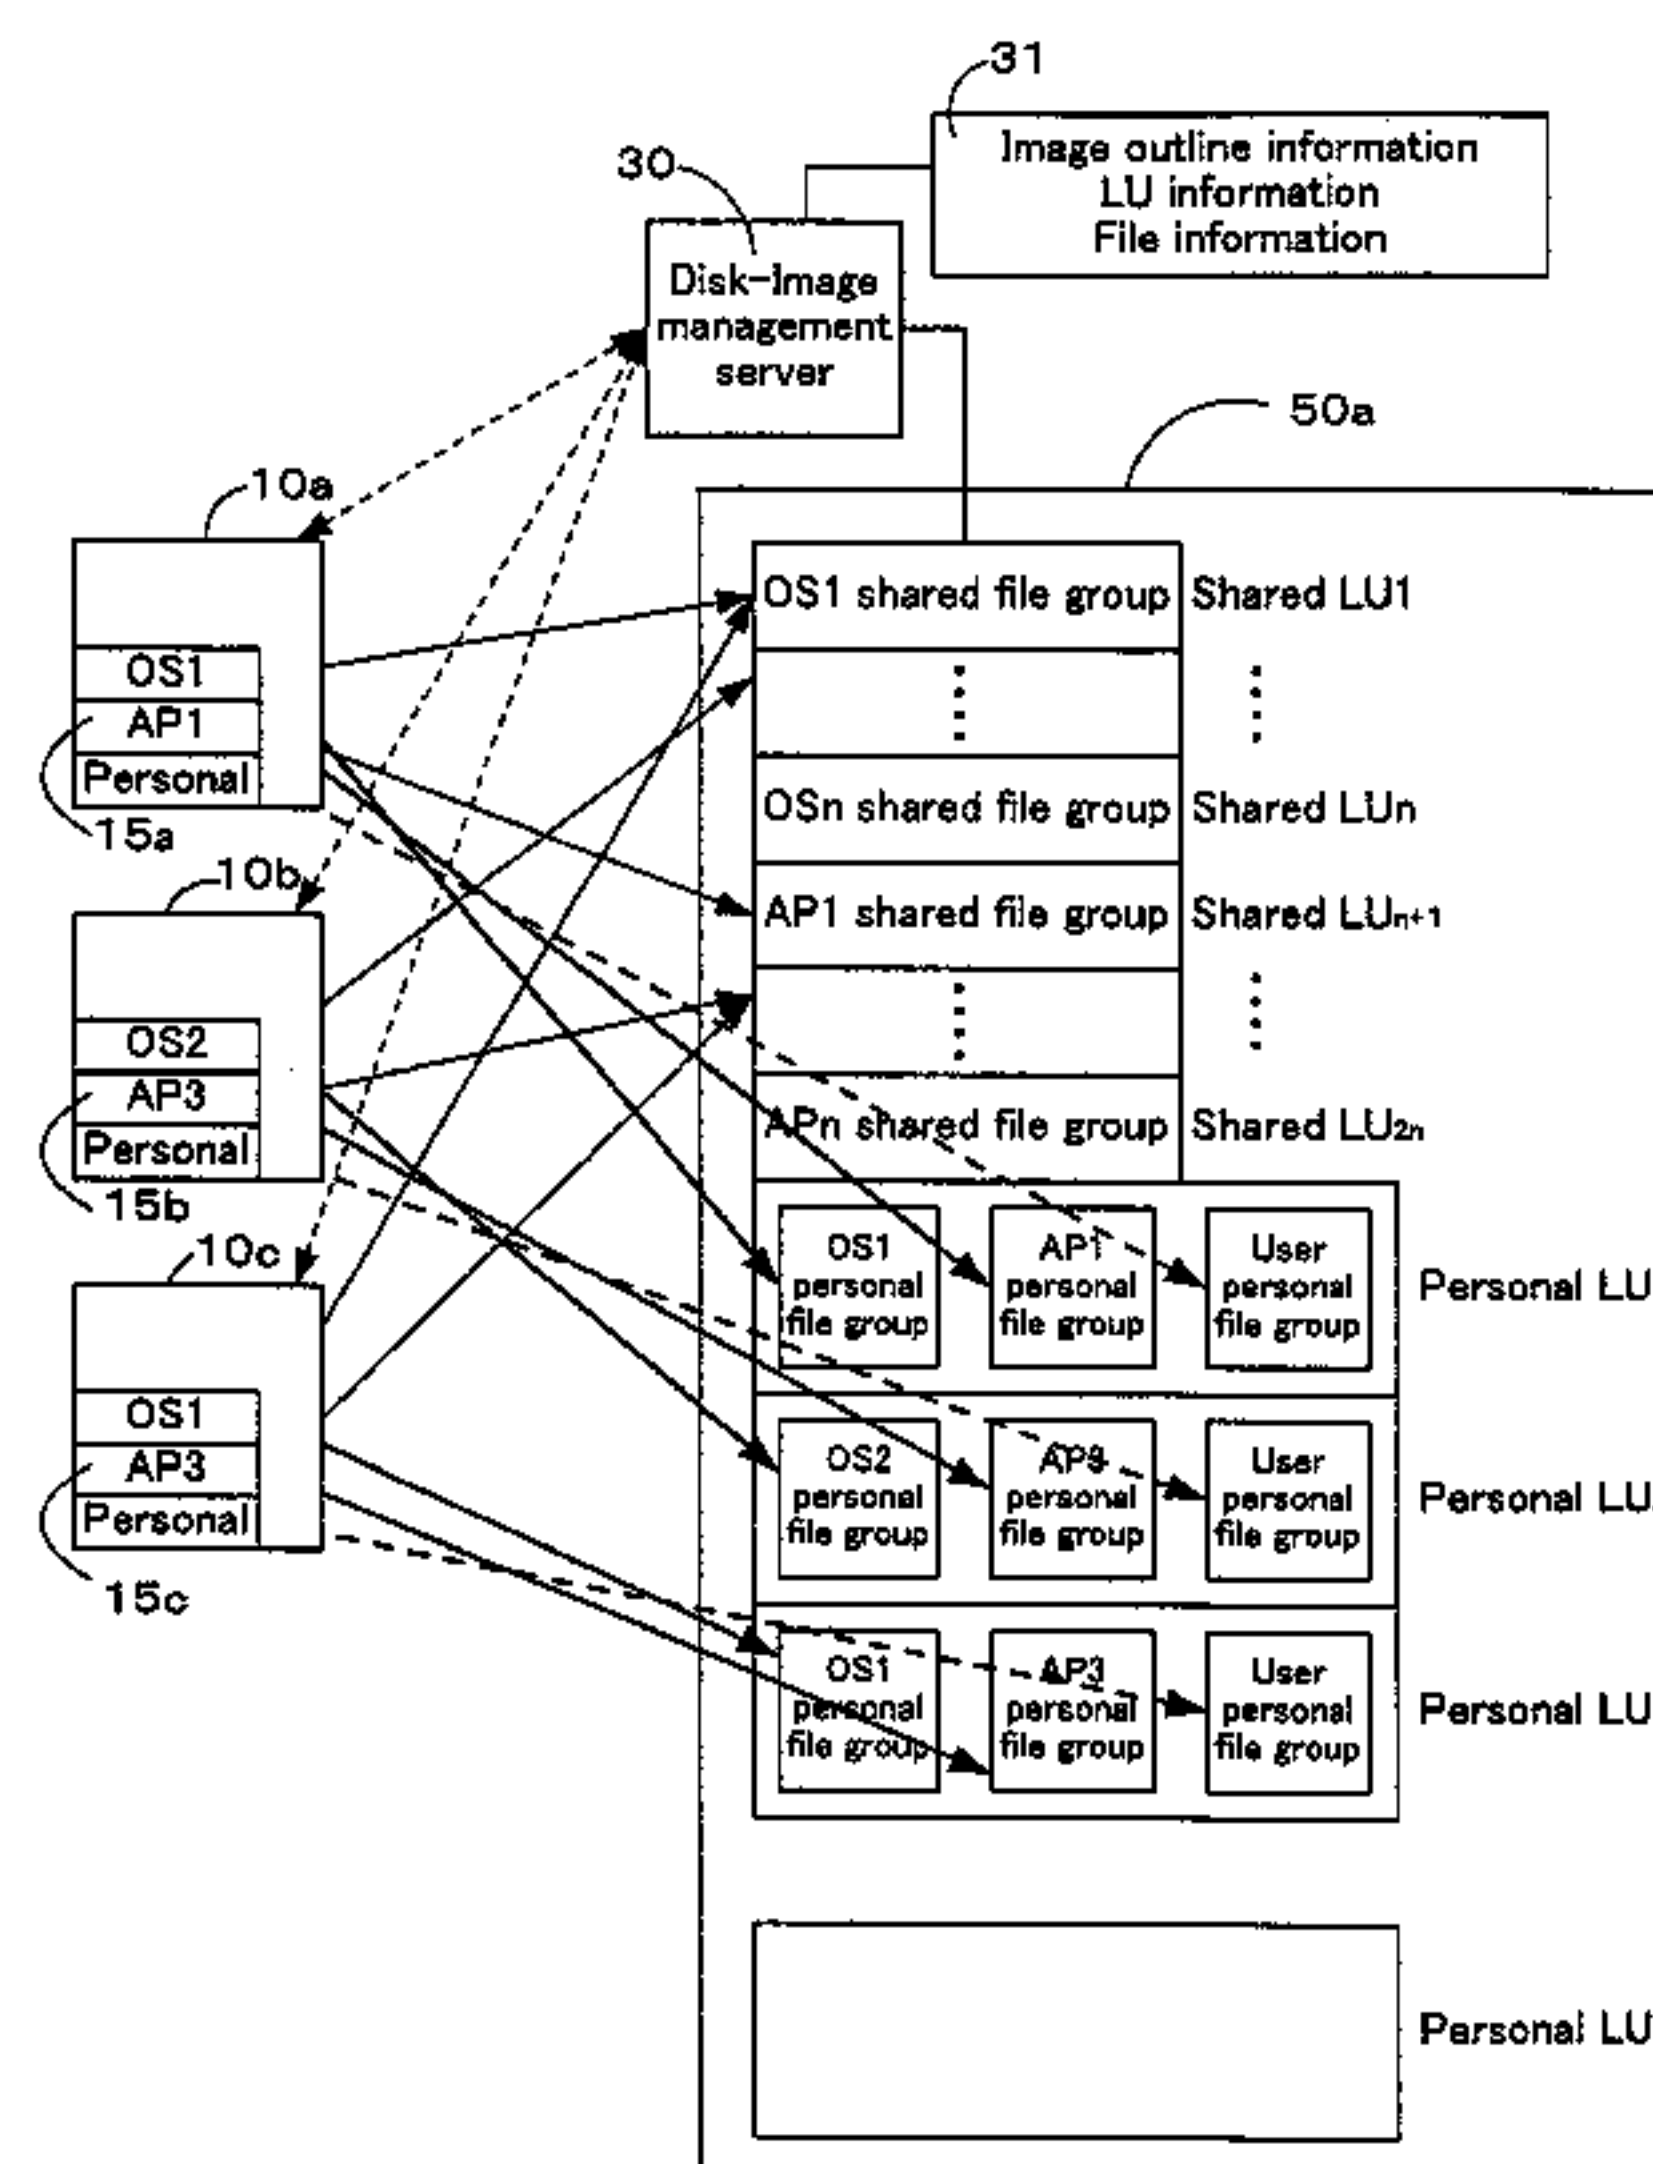 31
Image outline information
LU information
File information
30
Disk-Image
management
server
50a
10a
OS1
AP1
Personal
15a
10b
OS2
AP3
Personal
15b
10c
OS1
AP3
Personal
15c
OS1 shared file group
Shared LU1
OSn shared file group
Shared LUn
AP1 shared file group
Shared LUn+1
APn shared file group
Shared LU2n
OS1
personal
file group
AP1
personal
file group
User
personal
file group
Personal LU
OS2
personal
file group
AP3
personal
file group
User
personal
file group
Personal LU
OS1
personal
file group
AP3
personal
file group
User
personal
file group
Personal LU
Personal LU